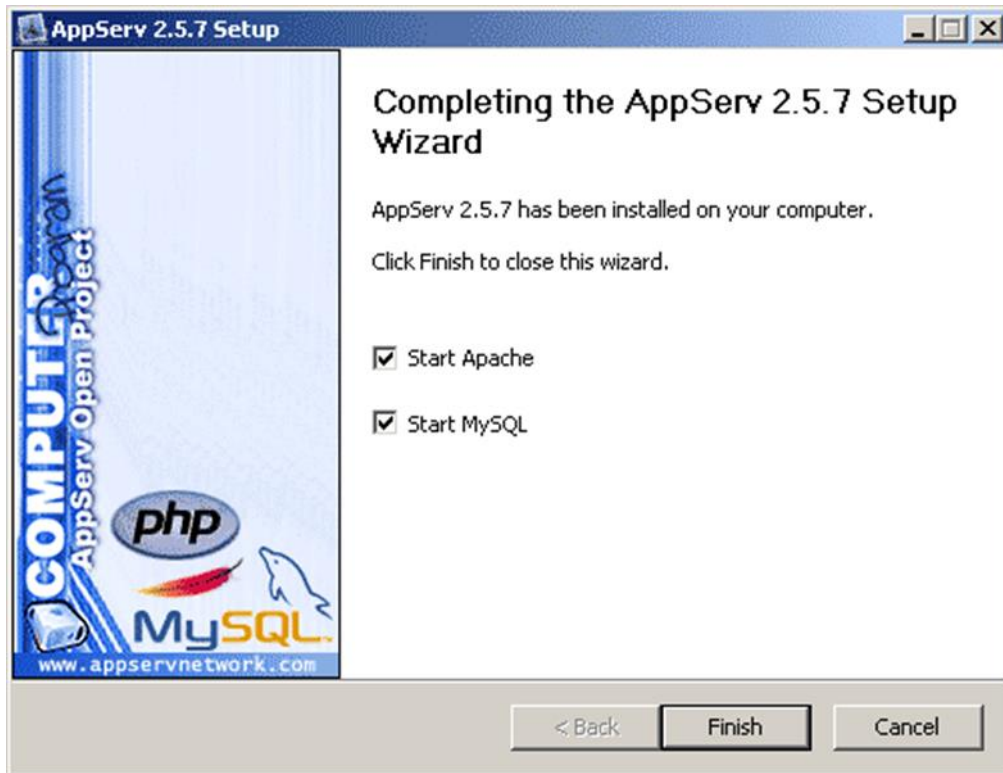 AppServ 2.5.7 Setup
Completing the AppServ 2.5.7 Setup
Wizard
AppServ 2.5.7 has been installed on your computer.
Click Finish to close this wizard.
Start Apache
Start MySQL
COMPUTER
AppServ Open Project
php
MySQL
www.appservnetwork.com
< Back
Finish
Cancel